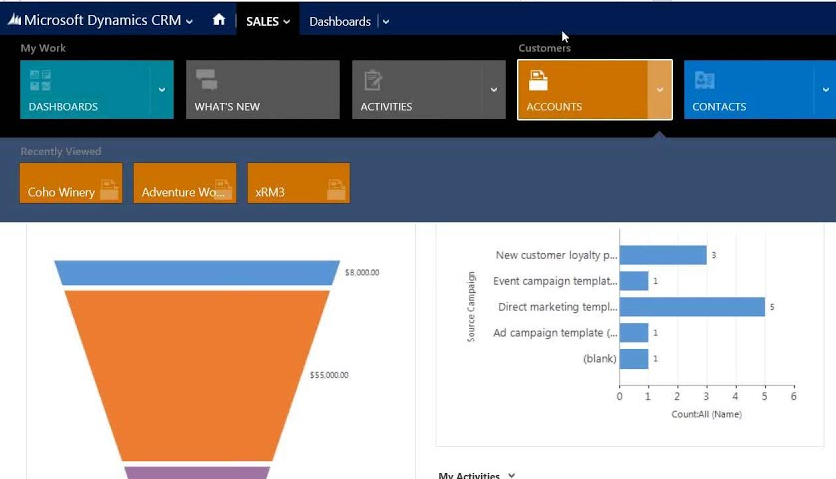 Microsoft Dynamics CRM SALES Dashboards
My Work Customers
DASHBOARDS WHAT'S NEW ACTIVITIES ACCOUNTS CONTACTS
Recently Viewed
Coho Winery Adventure Wo... xRM3
$8,000.00
$55,000.00
Source Campaign
New customer loyalty p... 3
Event campaign templat... 1
Direct marketing templ... 5
Ad campaign template (... 1
(blank) 1
0 1 2 3 4 5 6
Count:All (Name)
My Activities